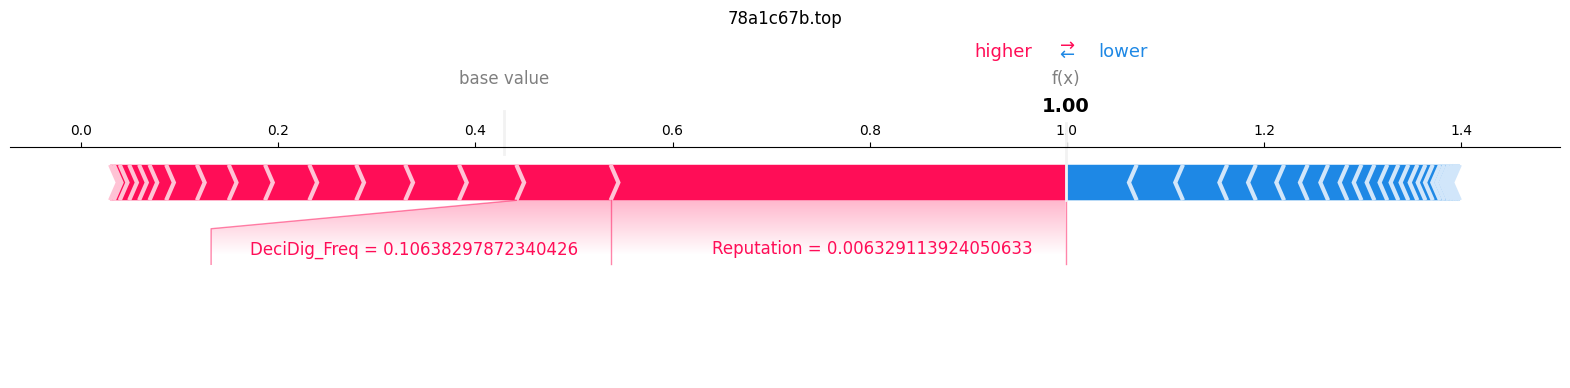 78a1c67b.top
higher ⇄ lower
base value f(x)
1.00
0.0 0.2 0.4 0.6 0.8 1.0 1.2 1.4
DeciDig_Freq = 0.10638297872340426 Reputation = 0.006329113924050633